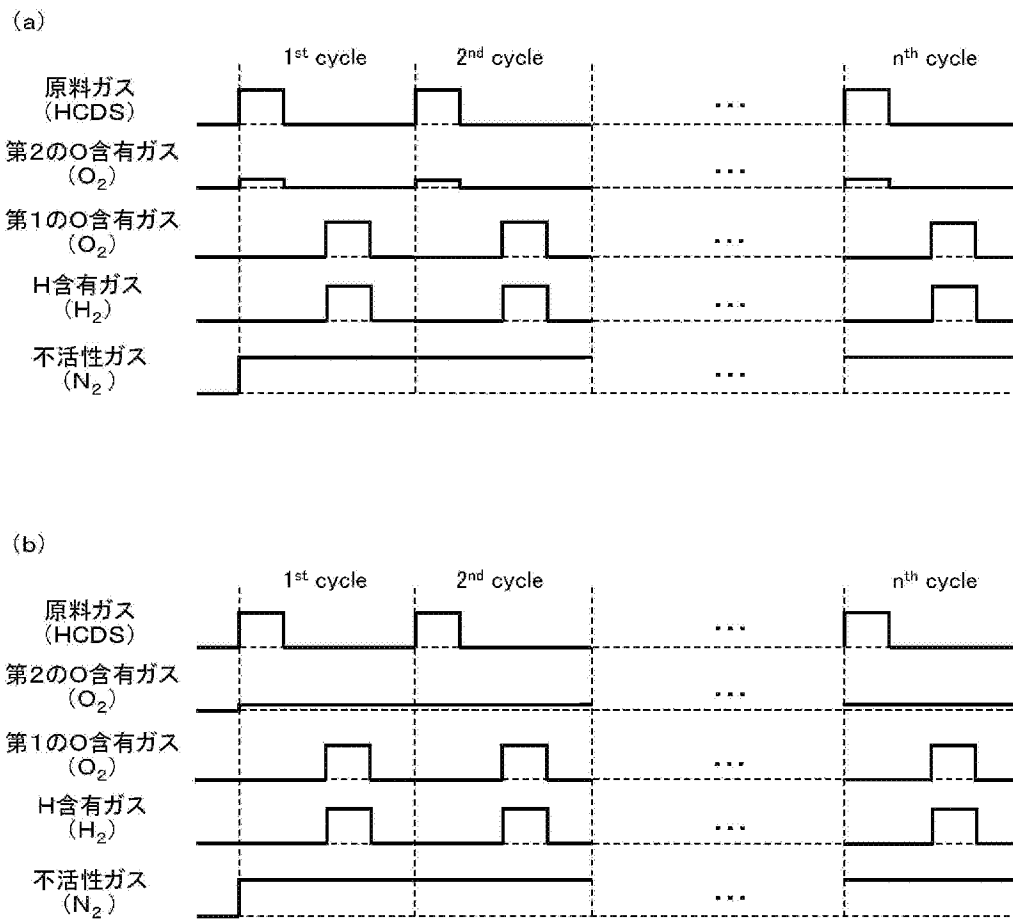 (a)
1st cycle 2nd cycle nth cycle
原料ガス
(HCDS)
...
第2のO含有ガス
(O2)
...
第1のO含有ガス
(O2)
...
H含有ガス
(H2)
...
不活性ガス
(N2)
...
(b)
1st cycle 2nd cycle nth cycle
原料ガス
(HCDS)
...
第2のO含有ガス
(O2)
...
第1のO含有ガス
(O2)
...
H含有ガス
(H2)
...
不活性ガス
(N2)
...